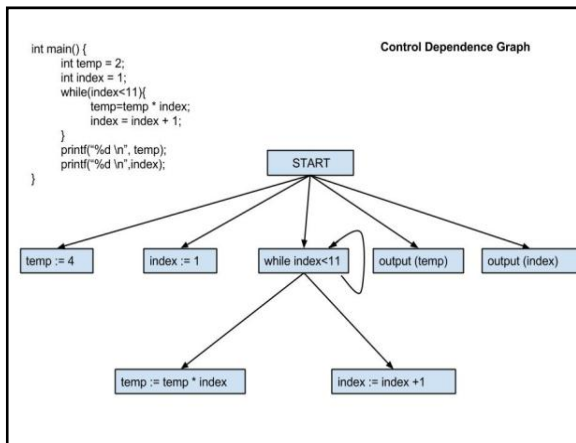 Control Dependence Graph
int main() {
int temp = 2;
int index = 1;
while(index<11){
temp=temp * index;
index = index + 1;
}
printf(“%d \n”, temp);
printf(“%d \n”,index);
}
START
temp := 4
index := 1
while index<11
output (temp)
output (index)
temp := temp * index
index := index +1